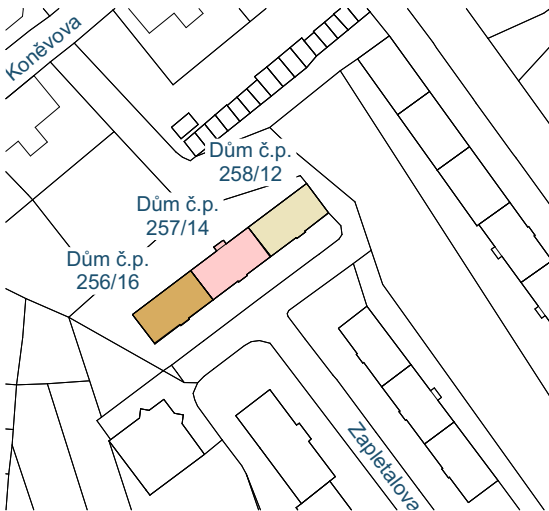 Koněvova
Dům č.p.
258/12
Dům č.p.
257/14
Dům č.p.
256/16
Zapletalova